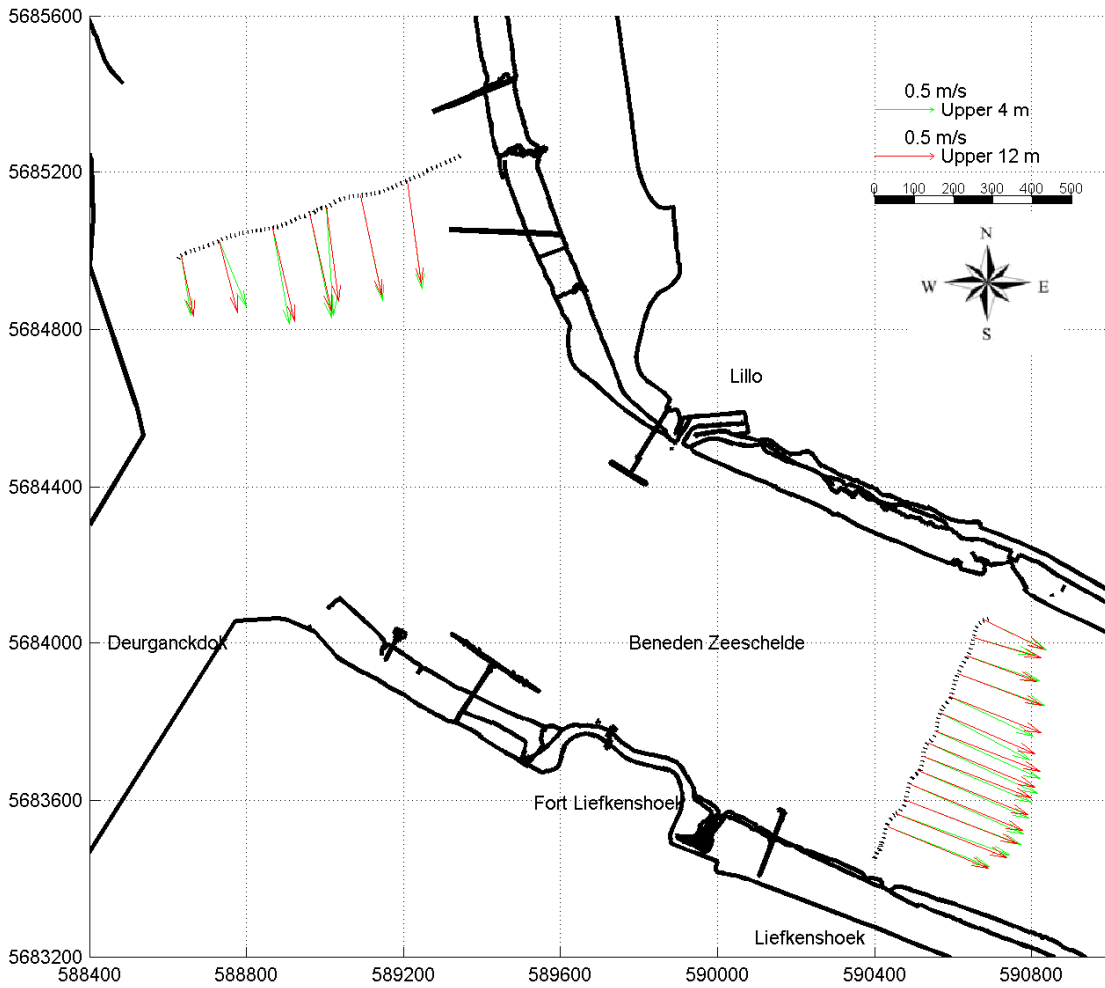 5685600
5685200
5684800
5684400
5684000
5683600
5683200
588400
588800
589200
589600
590000
590400
590800
0.5 m/s
Upper 4 m
0.5 m/s
Upper 12 m
0 100 200 300 400 500
N
W E
S
Lillo
Deurganckdok
Beneden Zeeschelde
Fort Liefkenshoek
Liefkenshoek